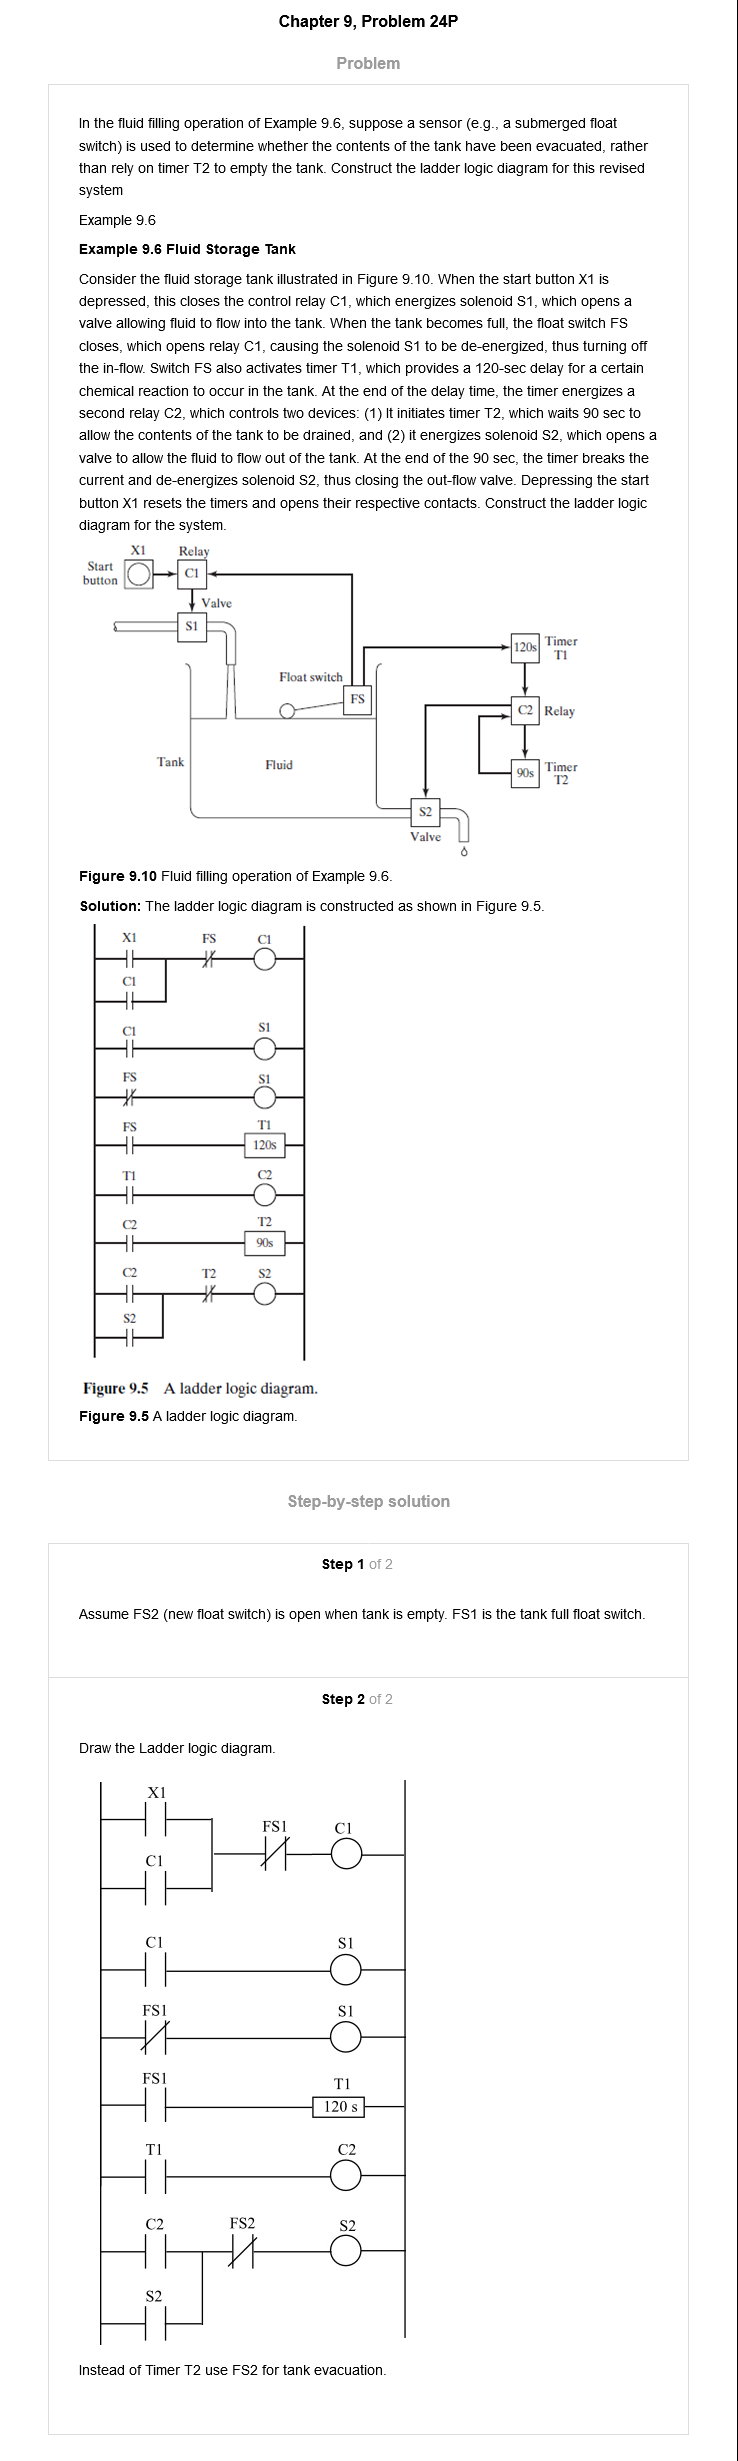 Chapter 9, Problem 24P
Problem
In the fluid filling operation of Example 9.6, suppose a sensor (e.g., a submerged float
switch) is used to determine whether the contents of the tank have been evacuated, rather
than rely on timer T2 to empty the tank. Construct the ladder logic diagram for this revised
system
Example 9.6
Example 9.6 Fluid Storage Tank
Consider the fluid storage tank illustrated in Figure 9.10. When the start button X1 is
depressed, this closes the control relay C1, which energizes solenoid S1, which opens a
valve allowing fluid to flow into the tank. When the tank becomes full, the float switch FS
closes, which opens relay C1, causing the solenoid S1 to be de-energized, thus turning off
the in-flow. Switch FS also activates timer T1, which provides a 120-sec delay for a certain
chemical reaction to occur in the tank. At the end of the delay time, the timer energizes a
second relay C2, which controls two devices: (1) It initiates timer T2, which waits 90 sec to
allow the contents of the tank to be drained, and (2) it energizes solenoid S2, which opens a
valve to allow the fluid to flow out of the tank. At the end of the 90 sec, the timer breaks the
current and de-energizes solenoid S2, thus closing the out-flow valve. Depressing the start
button X1 resets the timers and opens their respective contacts. Construct the ladder logic
diagram for the system.
X1 Relay
Start
button
C1
Valve
S1
120s Timer
T1
Float switch
FS
C2 Relay
Tank
Fluid
90s Timer
T2
S2
Valve
Figure 9.10 Fluid filling operation of Example 9.6.
Solution: The ladder logic diagram is constructed as shown in Figure 9.5.
X1 FS C1
C1
C1 S1
FS S1
FS T1
120s
T1 C2
C2 T2
90s
C2 T2 S2
S2
Figure 9.5 A ladder logic diagram.
Figure 9.5 A ladder logic diagram.
Step-by-step solution
Step 1 of 2
Assume FS2 (new float switch) is open when tank is empty. FS1 is the tank full float switch.
Step 2 of 2
Draw the Ladder logic diagram.
X1
FS1 C1
C1
C1 S1
FS1 S1
FS1 T1
120 s
T1 C2
C2 FS2 S2
S2
Instead of Timer T2 use FS2 for tank evacuation.